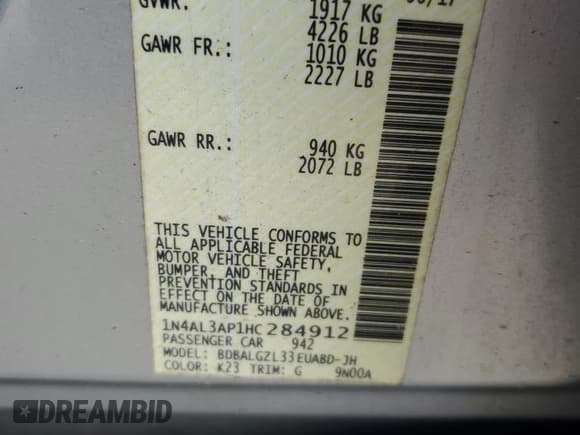 GVWR: 1917 KG
4226 LB
GAWR FR.: 1010 KG
2227 LB
GAWR RR.: 940 KG
2072 LB
THIS VEHICLE CONFORMS TO
ALL APPLICABLE FEDERAL
MOTOR VEHICLE SAFETY,
BUMPER, AND THEFT
PREVENTION STANDARDS IN
EFFECT ON THE DATE OF
MANUFACTURE SHOWN ABOVE.
1N4AL3AP1HC284912
PASSENGER CAR 942
MODEL: BDBALGZL33EUABD-JH
COLOR: K23 TRIM: G 9N00A
DREAMBID